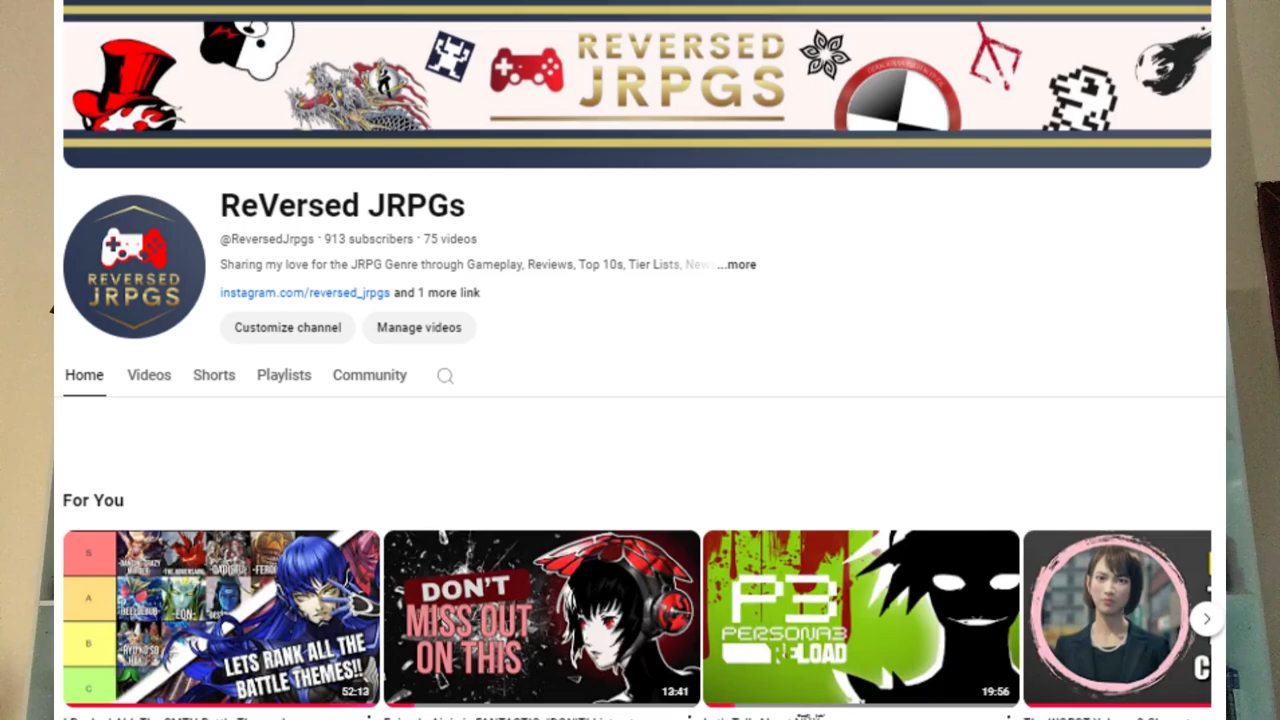 REVERSED
JRPGS
REVERSED
JRPGS
ReVersed JRPGs
@ReversedJrpgs · 913 subscribers · 75 videos
Sharing my love for the JRPG Genre through Gameplay, Reviews, Top 10s, Tier Lists, New ...more
instagram.com/reversed_jrpgs and 1 more link
Customize channel Manage videos
Home Videos Shorts Playlists Community
For You
S
A
B
C
LETS RANK ALL THE
BATTLE THEMES!!
52:13
DON'T
MISS OUT
ON THIS
13:41
P3
PERSONA3
RELOAD
19:56